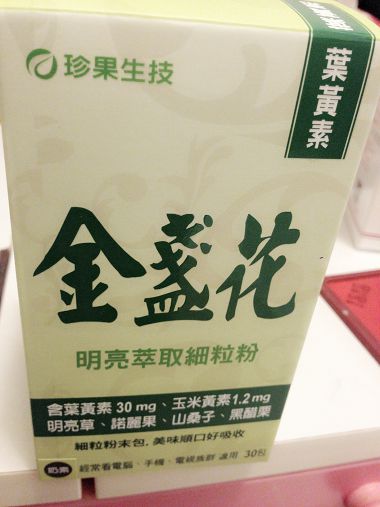 珍果生技
葉黃素
金盞花
明亮萃取細粒粉
含葉黃素 30 mg、玉米黃素 1.2 mg
明亮草、諾麗果、山桑子、黑醋栗
細粒粉末包，美味順口好吸收
奶素 經常看電腦、手機、電視族群 適用 30包